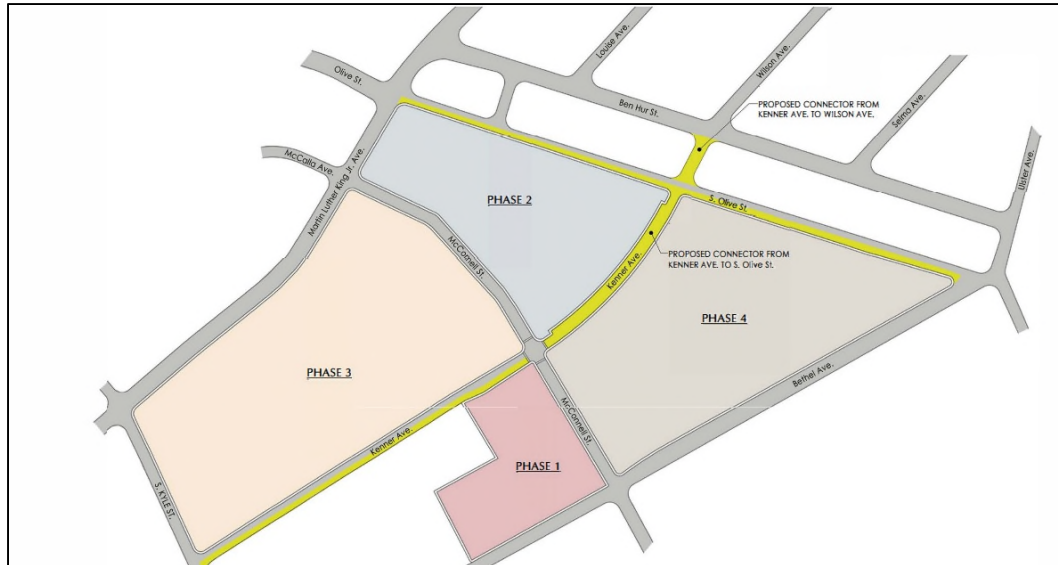 Louise Ave.
Wilson Ave.
Olive St.
Ben Hur St.
Selma Ave.
PROPOSED CONNECTOR FROM
KENNER AVE. TO WILSON AVE.
McCalla Ave.
Martin Luther King Jr. Ave.
Ulster Ave.
PHASE 2
S. Olive St.
McConnell St.
Kenner Ave.
PROPOSED CONNECTOR FROM
KENNER AVE. TO S. Olive St.
PHASE 4
PHASE 3
Bethel Ave.
McConnell St.
Kenner Ave.
PHASE 1
S. KYLE ST.